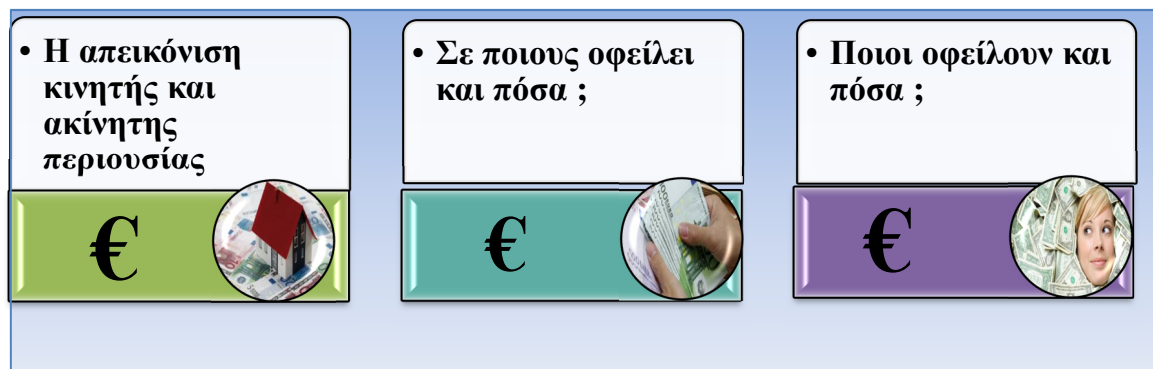 • Η απεικόνιση
κινητής και
ακίνητης
περιουσίας
€
• Σε ποιους οφείλει
και πόσα ;
€
• Ποιοι οφείλουν και
πόσα ;
€